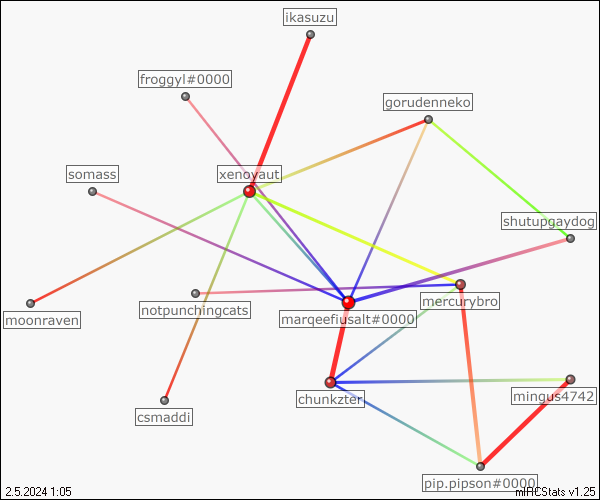 ikasuzu
froggyl#0000
gorudenneko
somass
xenoyaut
shutupgaydog
moonraven
notpunchingcats
marqeefiusalt#0000
mercurybro
chunkzter
mingus4742
csmaddi
pip.pipson#0000
2.5.2024 1:05
mIRCStats v1.25